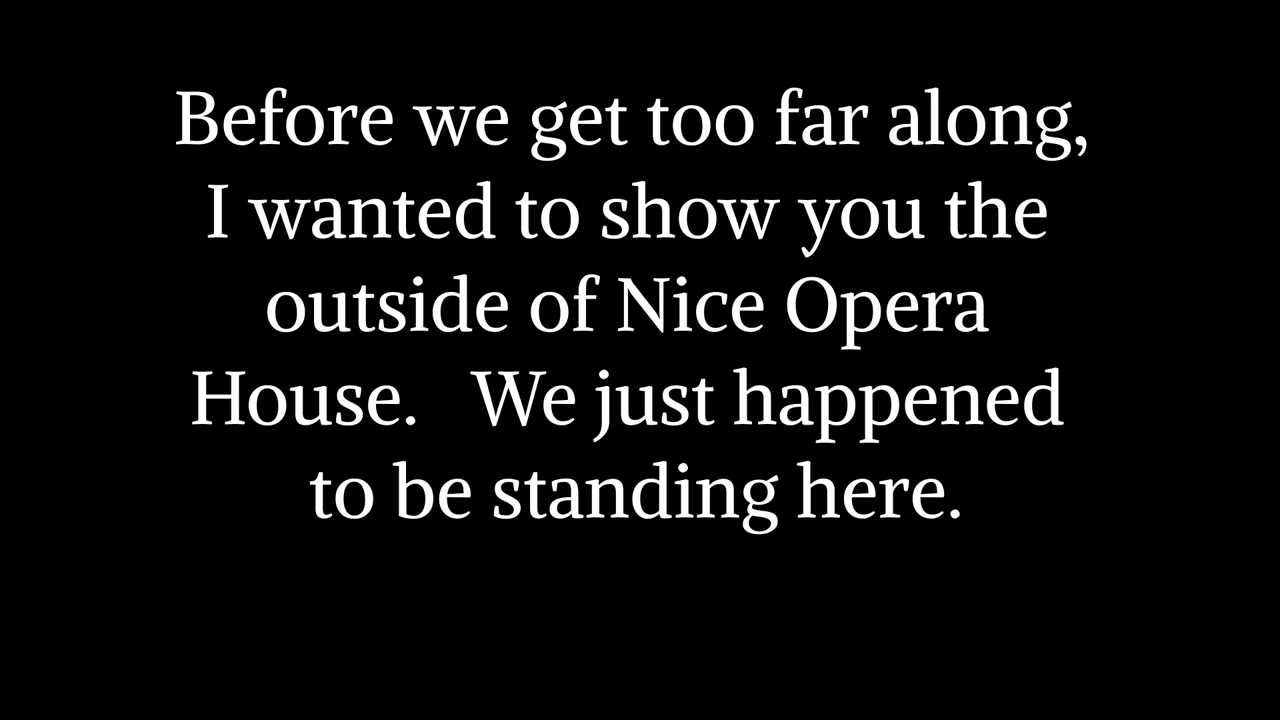 Before we get too far along,
I wanted to show you the
outside of Nice Opera
House.   We just happened
to be standing here.